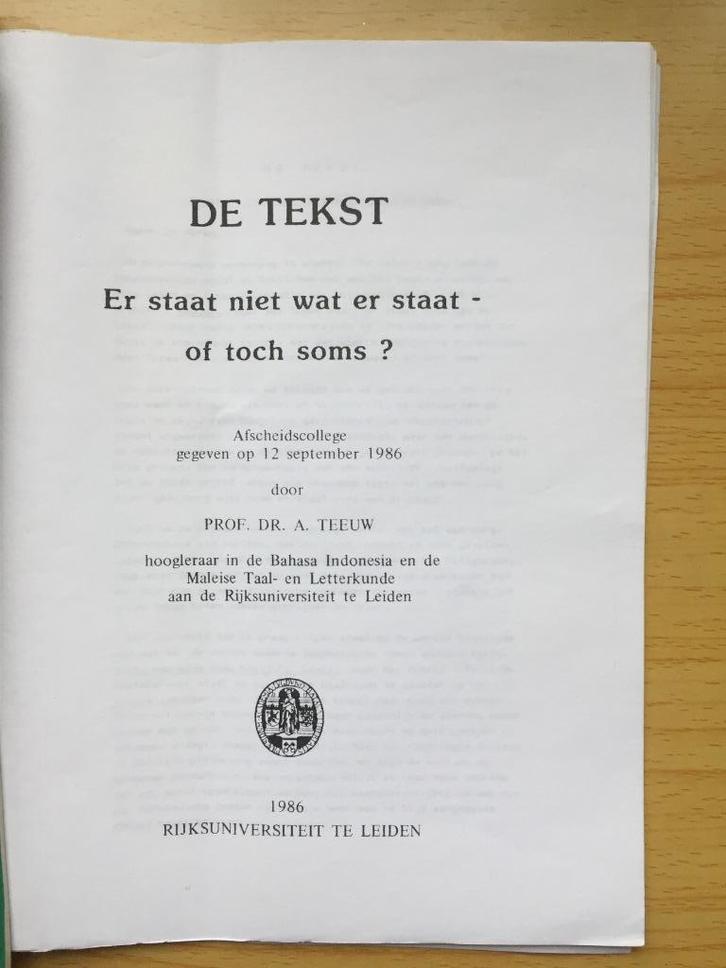 DE TEKST
Er staat niet wat er staat -
of toch soms ?
Afscheidscollege
gegeven op 12 september 1986
door
PROF. DR. A. TEEUW
hoogleraar in de Bahasa Indonesia en de
Maleise Taal- en Letterkunde
aan de Rijksuniversiteit te Leiden
1986
RIJKSUNIVERSITEIT TE LEIDEN